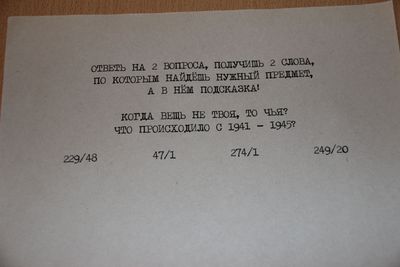 ОТВЕТЬ НА 2 ВОПРОСА, ПОЛУЧИШЬ 2 СЛОВА,
ПО КОТОРЫМ НАЙДЁШЬ НУЖНЫЙ ПРЕДМЕТ,
А В НЁМ ПОДСКАЗКА!
КОГДА ВЕЩЬ НЕ ТВОЯ, ТО ЧЬЯ?
ЧТО ПРОИСХОДИЛО С 1941 - 1945?
229/48 47/1 274/1 249/20